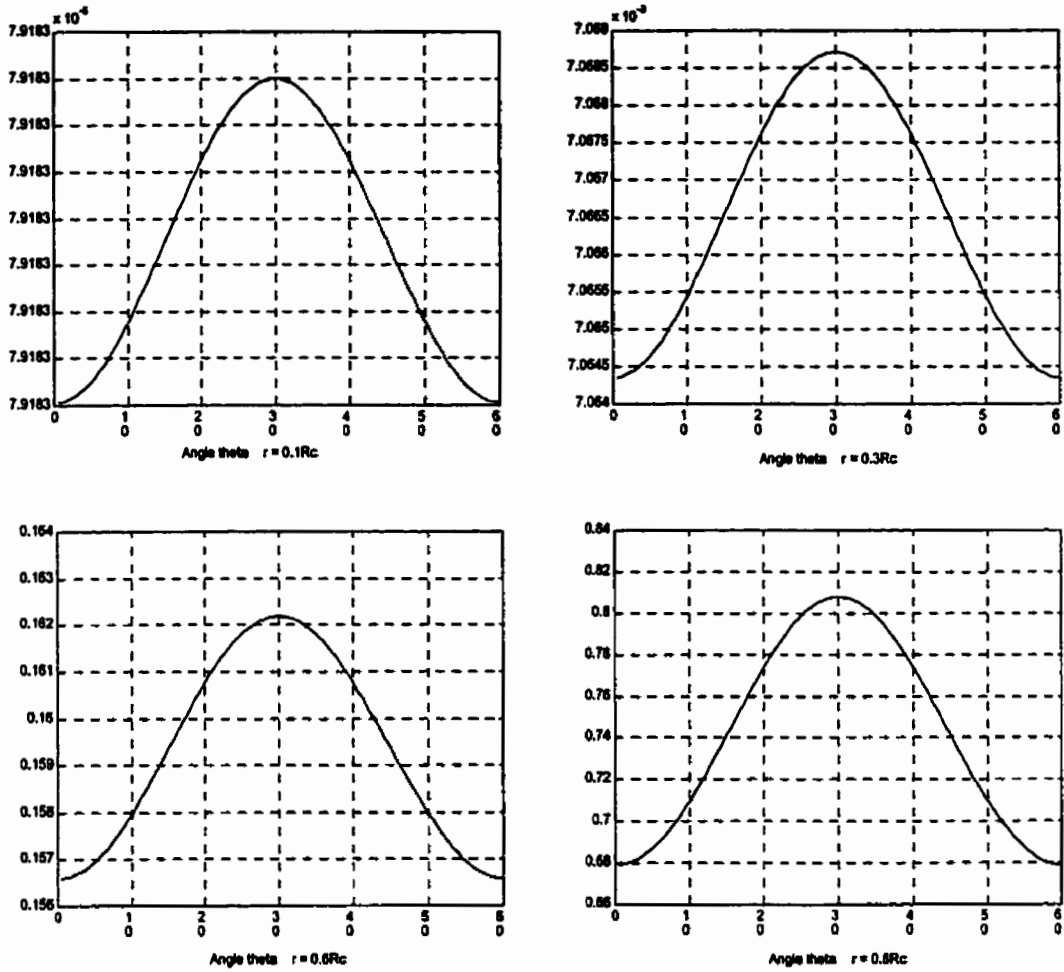 x 10⁻⁵
7.9183
7.9183
7.9183
7.9183
7.9183
7.9183
7.9183
7.9183
7.9183
0 1 2 3 4 5 6
0 0 0 0 0 0
Angle theta r = 0.1Rc
x 10⁻³
7.069
7.0685
7.068
7.0675
7.067
7.0665
7.066
7.0655
7.065
7.0645
7.064
0 1 2 3 4 5 6
0 0 0 0 0 0
Angle theta r = 0.3Rc
0.164
0.163
0.162
0.161
0.16
0.159
0.158
0.157
0.156
0 1 2 3 4 5 6
0 0 0 0 0 0
Angle theta r = 0.6Rc
0.84
0.82
0.8
0.78
0.76
0.74
0.72
0.7
0.68
0.66
0 1 2 3 4 5 6
0 0 0 0 0 0
Angle theta r = 0.8Rc